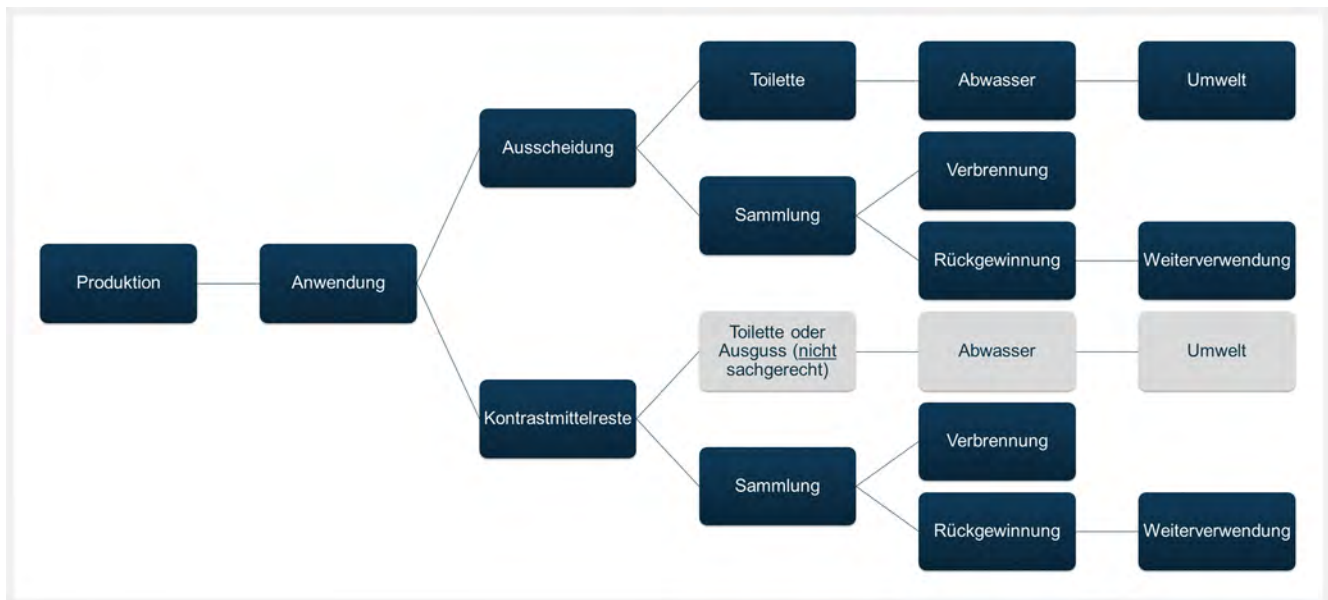 Toilette
Abwasser
Umwelt
Ausscheidung
Verbrennung
Sammlung
Rückgewinnung
Weiterverwendung
Produktion
Anwendung
Toilette oder
Ausguss (nicht
sachgerecht)
Abwasser
Umwelt
Kontrastmittelreste
Verbrennung
Sammlung
Rückgewinnung
Weiterverwendung